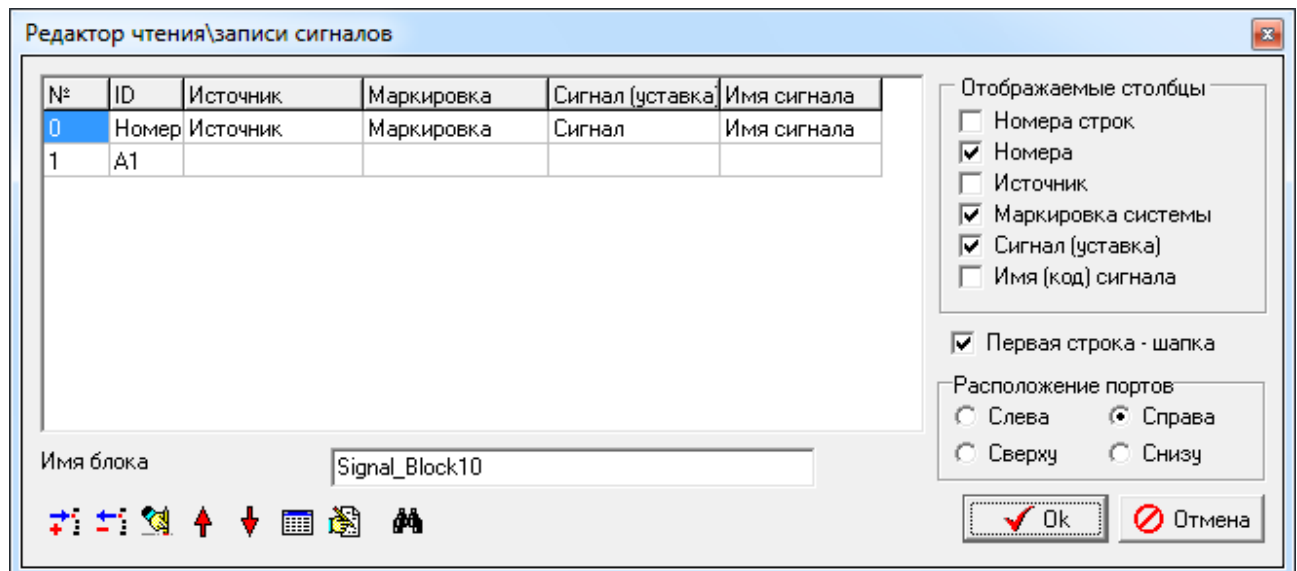 Редактор чтения\записи сигналов
№ ID Источник Маркировка Сигнал (уставка) Имя сигнала
0 Номер Источник Маркировка Сигнал Имя сигнала
1 A1
Отображаемые столбцы
Номера строк
Номера
Источник
Маркировка системы
Сигнал (уставка)
Имя (код) сигнала
Первая строка - шапка
Расположение портов
Слева Справа
Сверху Снизу
Имя блока Signal_Block10
Ok Отмена